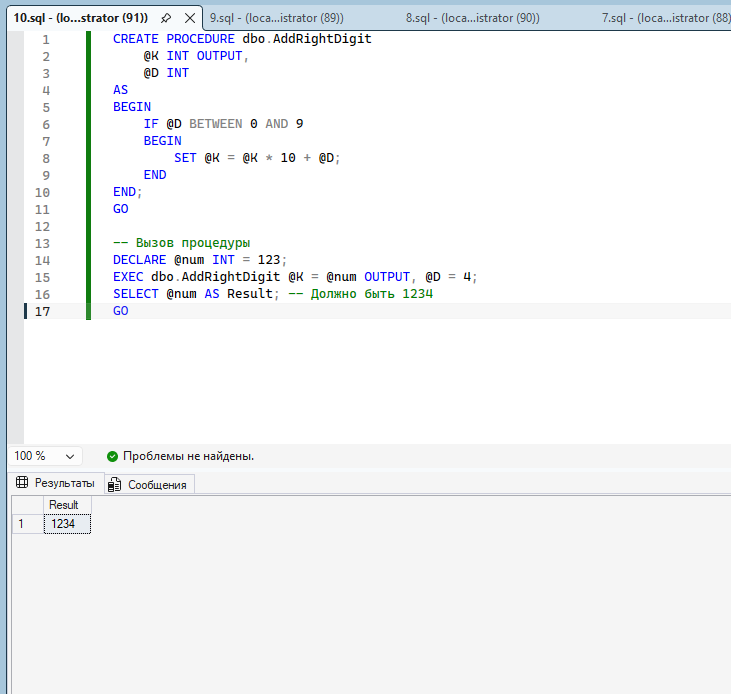 10.sql - (lo...strator (91)) 9.sql - (loca...istrator (89)) 8.sql - (loca...istrator (90)) 7.sql - (loca...istrator (88)
1 CREATE PROCEDURE dbo.AddRightDigit
2 @K INT OUTPUT,
3 @D INT
4 AS
5 BEGIN
6 IF @D BETWEEN 0 AND 9
7 BEGIN
8 SET @K = @K * 10 + @D;
9 END
10 END;
11 GO
12
13 -- Вызов процедуры
14 DECLARE @num INT = 123;
15 EXEC dbo.AddRightDigit @K = @num OUTPUT, @D = 4;
16 SELECT @num AS Result; -- Должно быть 1234
17 GO
100 % Проблемы не найдены.
Результаты Сообщения
Result
1 1234